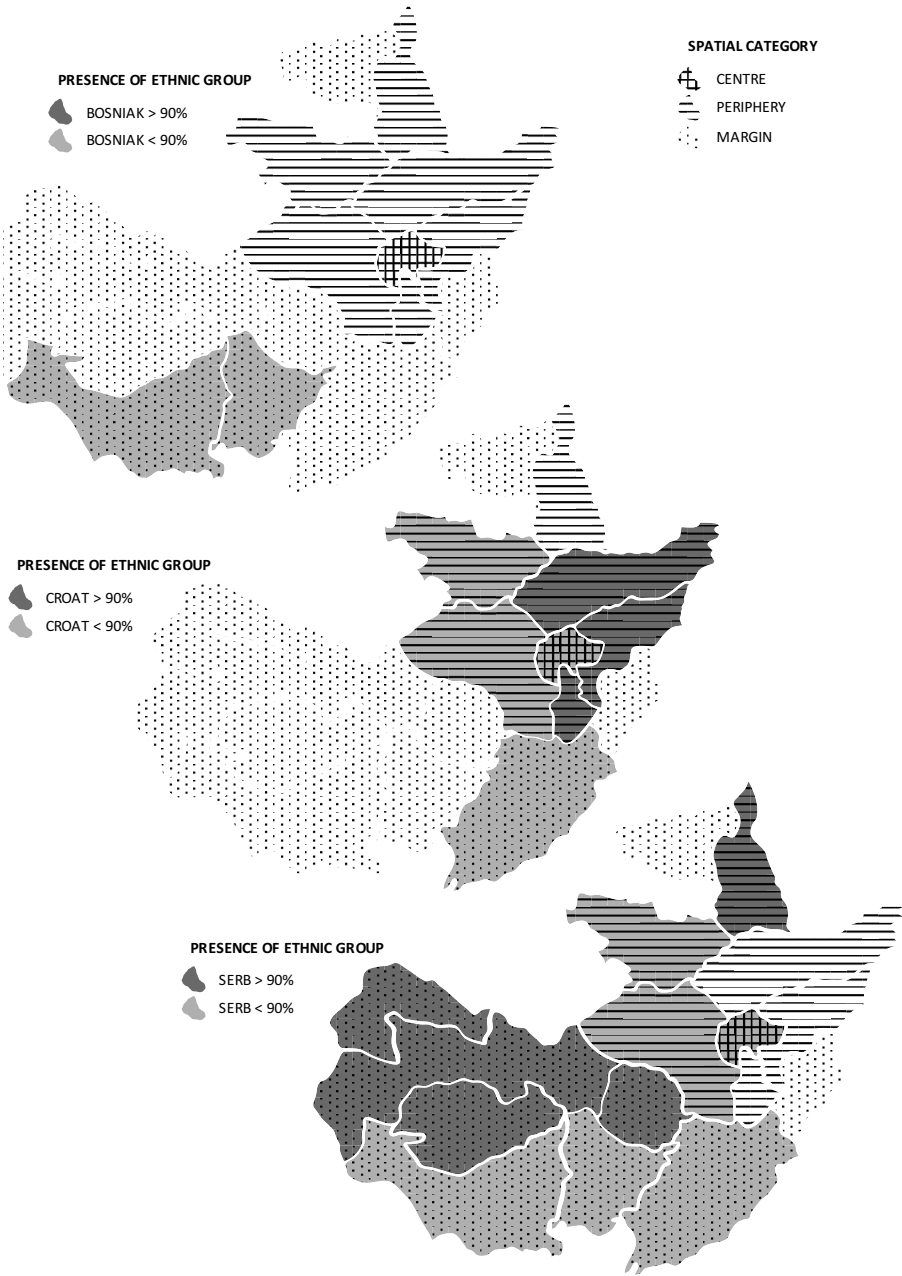 SPATIAL CATEGORY
CENTRE
PERIPHERY
MARGIN
PRESENCE OF ETHNIC GROUP
BOSNIAK > 90%
BOSNIAK < 90%
PRESENCE OF ETHNIC GROUP
CROAT > 90%
CROAT < 90%
PRESENCE OF ETHNIC GROUP
SERB > 90%
SERB < 90%